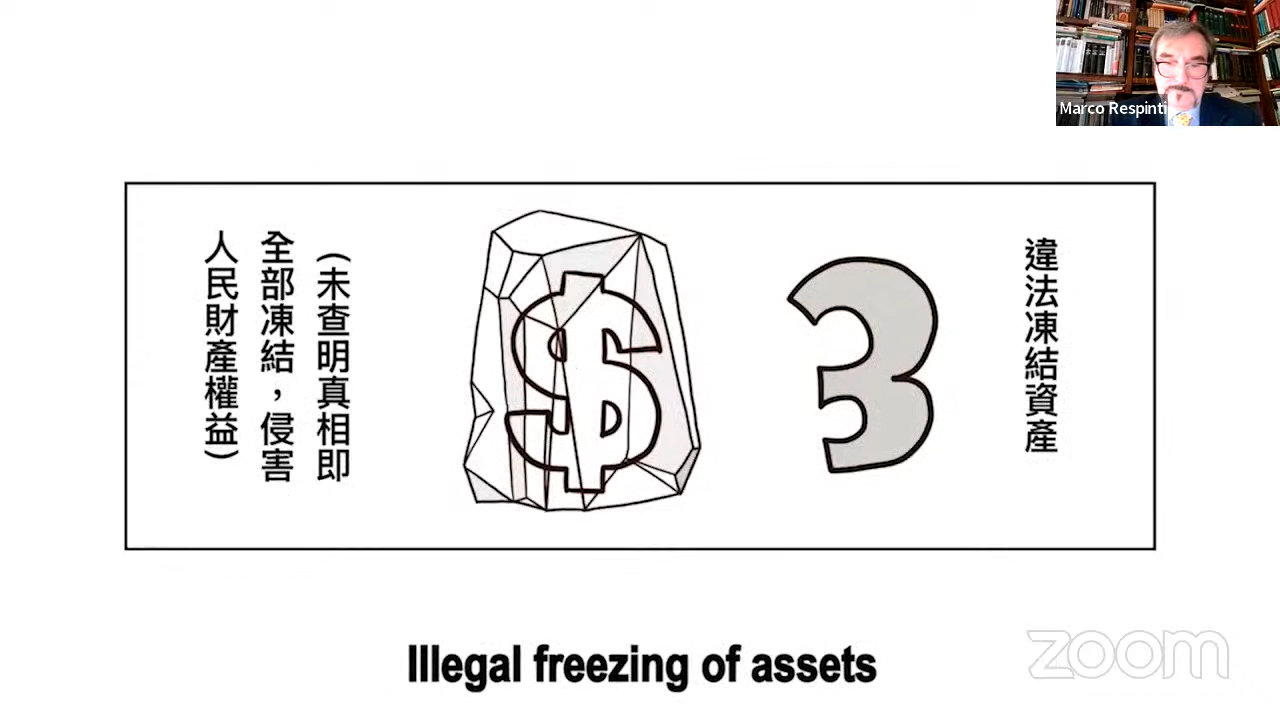 Marco Respinti
違法凍結資產
3
$
(未查明真相即
全部凍結，侵害
人民財產權益)
Illegal freezing of assets
zoom